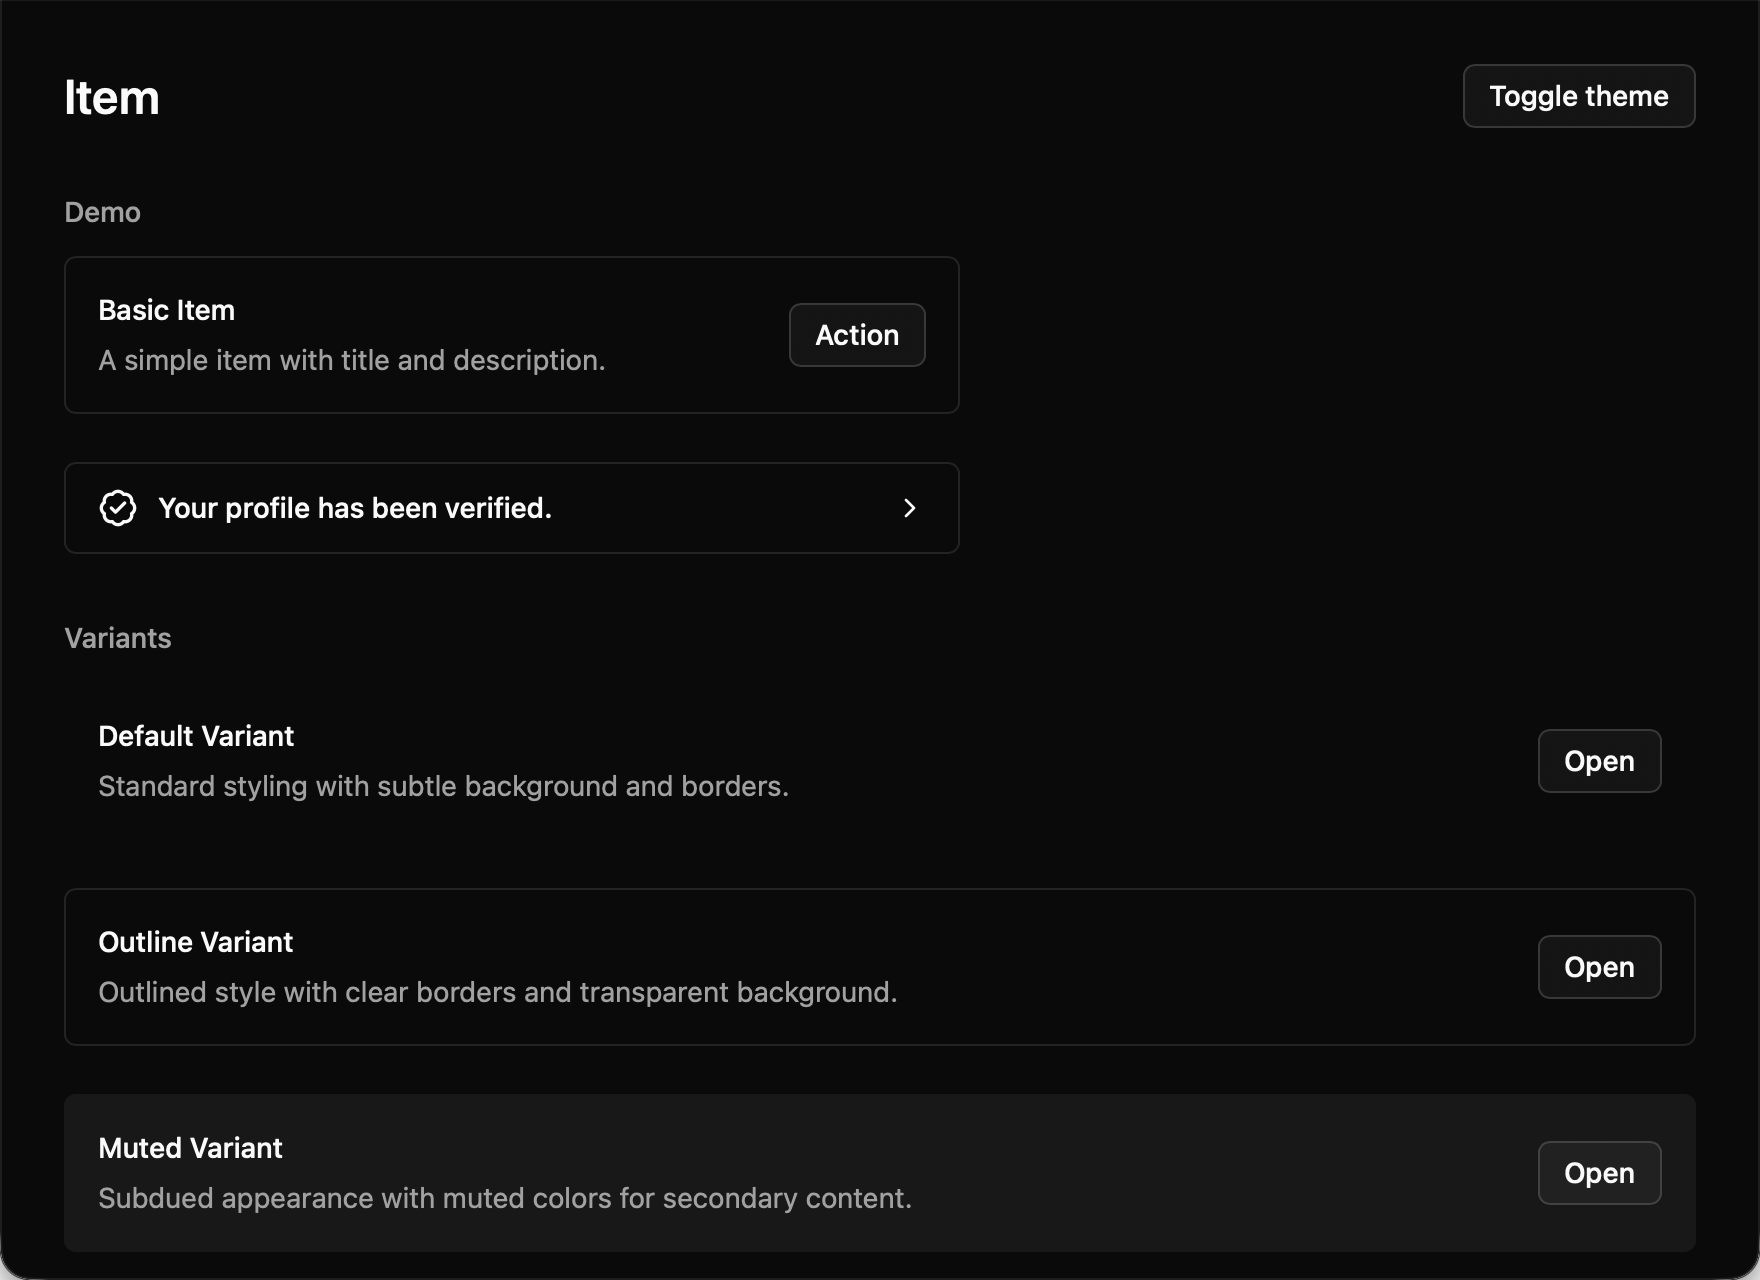 Item
Toggle theme
Demo
Basic Item
A simple item with title and description.
Action
Your profile has been verified.
Variants
Default Variant
Standard styling with subtle background and borders.
Open
Outline Variant
Outlined style with clear borders and transparent background.
Open
Muted Variant
Subdued appearance with muted colors for secondary content.
Open